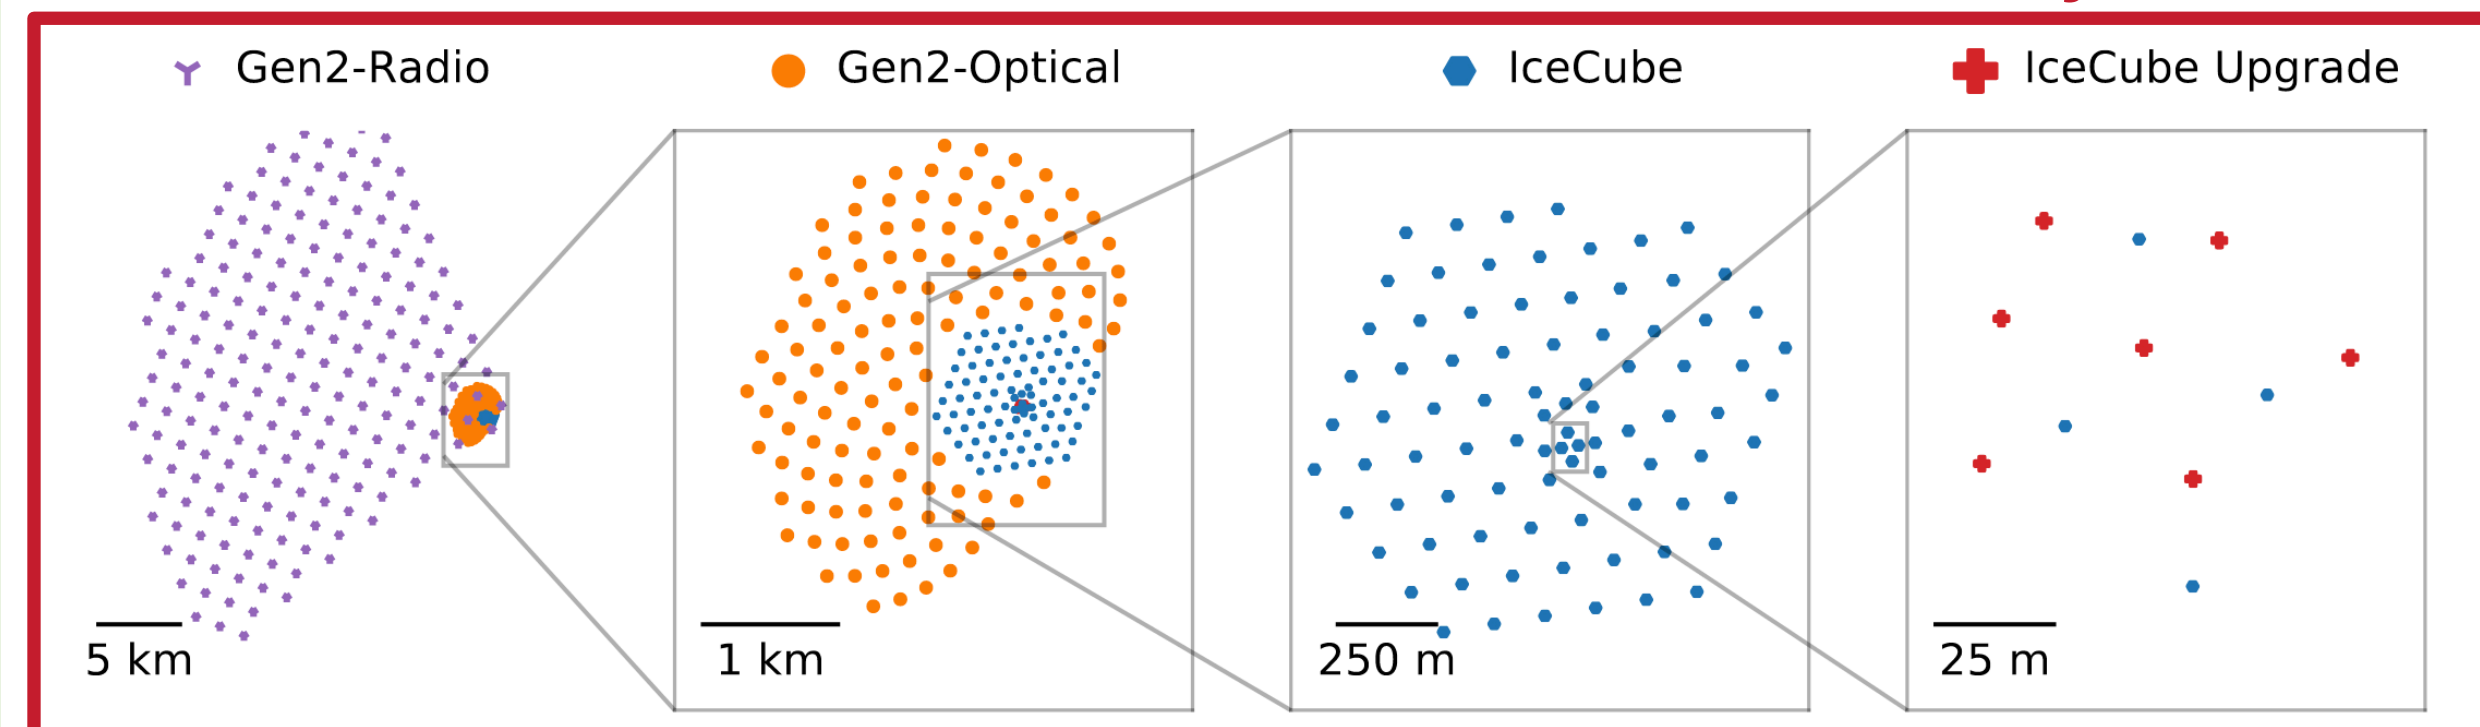 Gen2-Radio
Gen2-Optical
IceCube
IceCube Upgrade
5 km
1 km
250 m
25 m